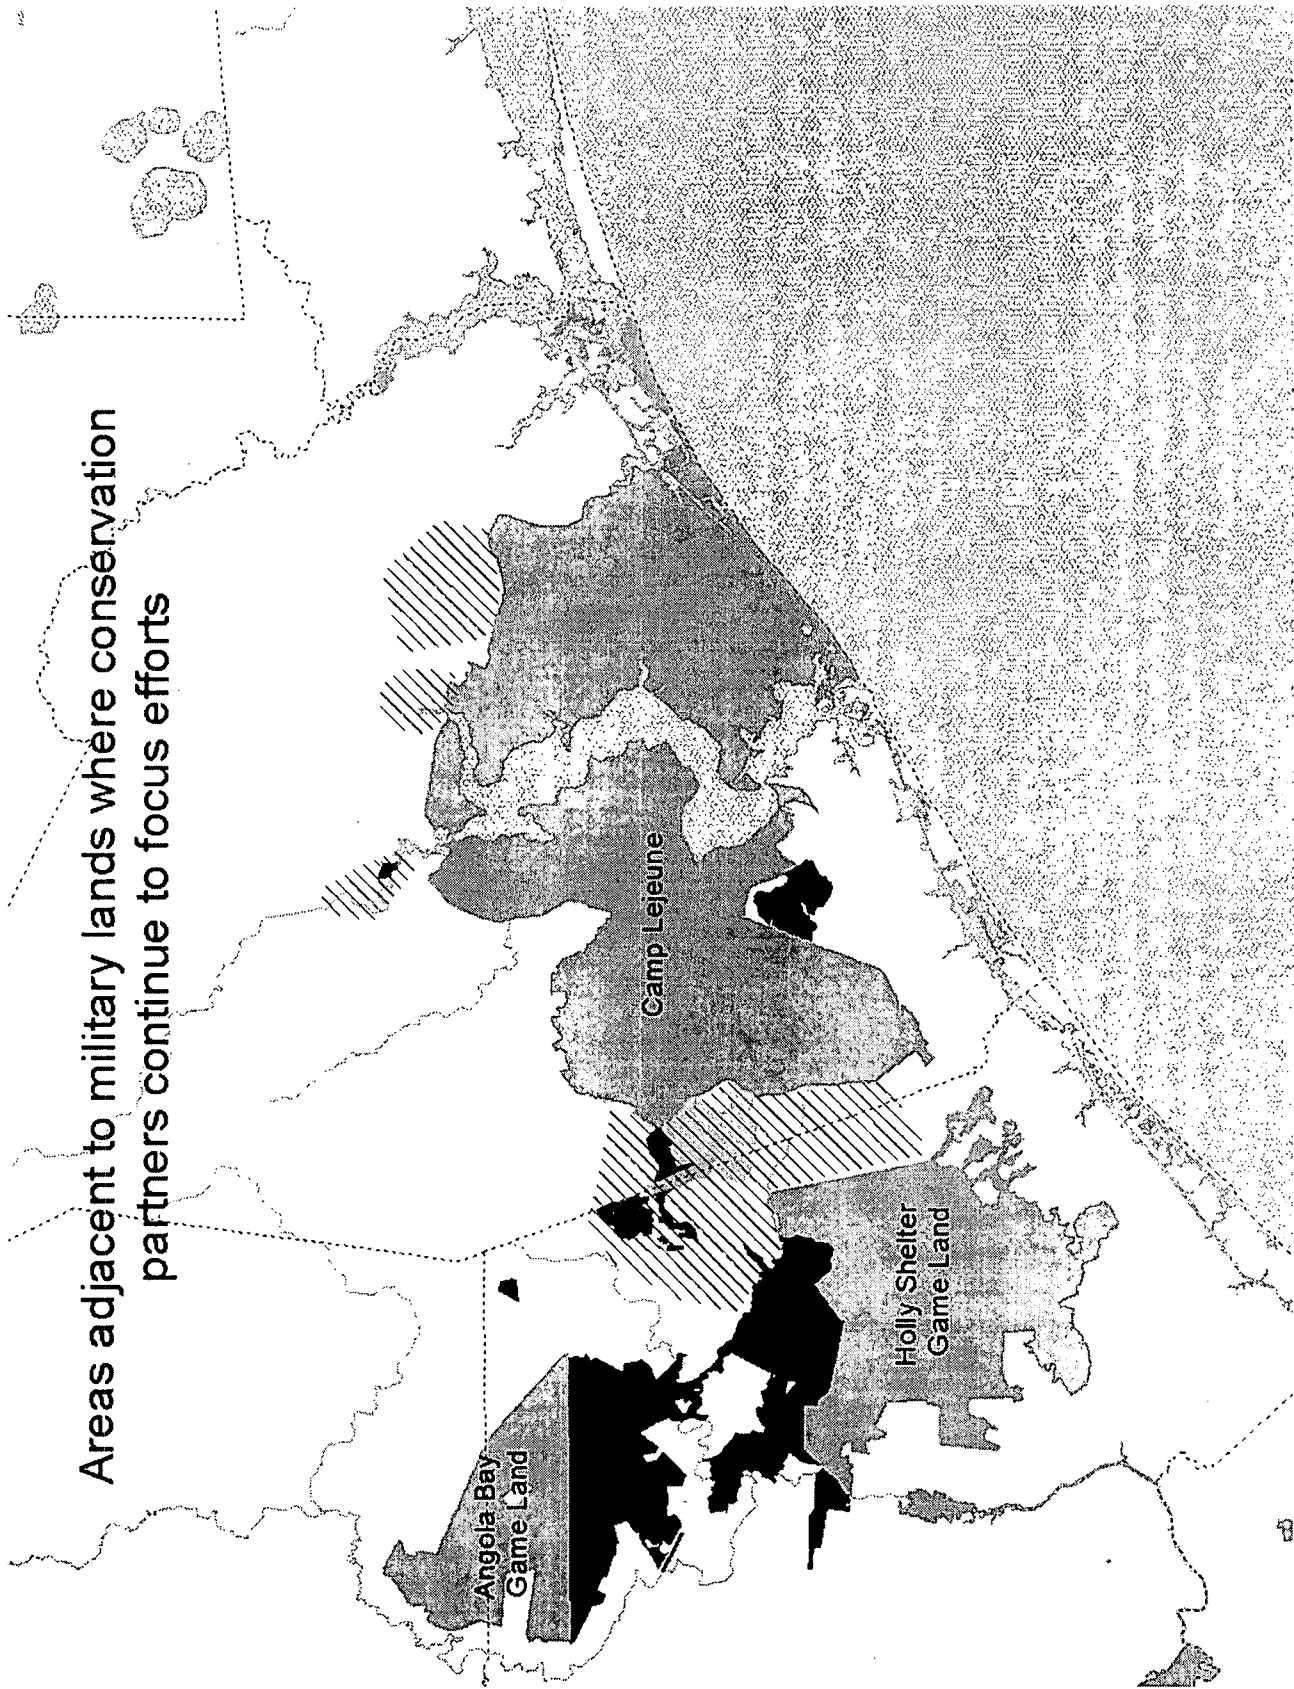 Areas adjacent to military lands where conservation
partners continue to focus efforts
Angola Bay
Game Land
Camp Lejeune
Holly Shelter
Game Land